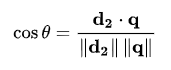 cos θ = d₂ · q / ‖d₂‖ ‖q‖